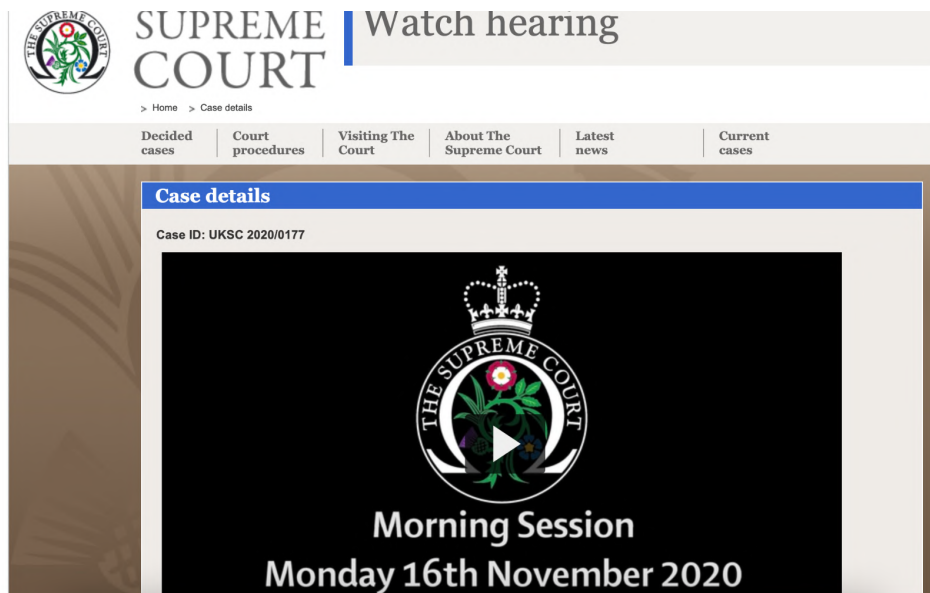 THE SUPREME COURT
SUPREME
COURT
Watch hearing
> Home > Case details
Decided cases
Court procedures
Visiting The Court
About The Supreme Court
Latest news
Current cases
Case details
Case ID: UKSC 2020/0177
THE SUPREME COURT
Morning Session
Monday 16th November 2020